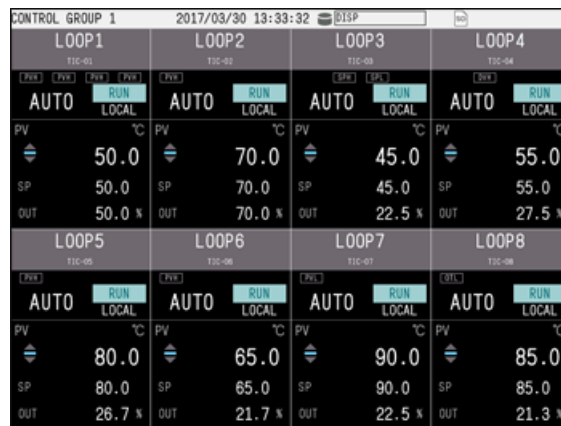 CONTROL GROUP 1 2017/03/30 13:33:32 DISP
LOOP1 LOOP2 LOOP3 LOOP4
TIC-01 TIC-02 TIC-03 TIC-04
PVH PVH PVH PVH PVH SPH SPL DVH
AUTO RUN AUTO RUN AUTO RUN AUTO RUN
LOCAL LOCAL LOCAL LOCAL
PV °C PV °C PV °C PV °C
50.0 70.0 45.0 55.0
SP 50.0 SP 70.0 SP 45.0 SP 55.0
OUT 50.0 % OUT 70.0 % OUT 22.5 % OUT 27.5 %
LOOP5 LOOP6 LOOP7 LOOP8
TIC-05 TIC-06 TIC-07 TIC-08
PVH PVH PVL OTL
AUTO RUN AUTO RUN AUTO RUN AUTO RUN
LOCAL LOCAL LOCAL LOCAL
PV °C PV °C PV °C PV °C
80.0 65.0 90.0 85.0
SP 80.0 SP 65.0 SP 90.0 SP 85.0
OUT 26.7 % OUT 21.7 % OUT 22.5 % OUT 21.3 %